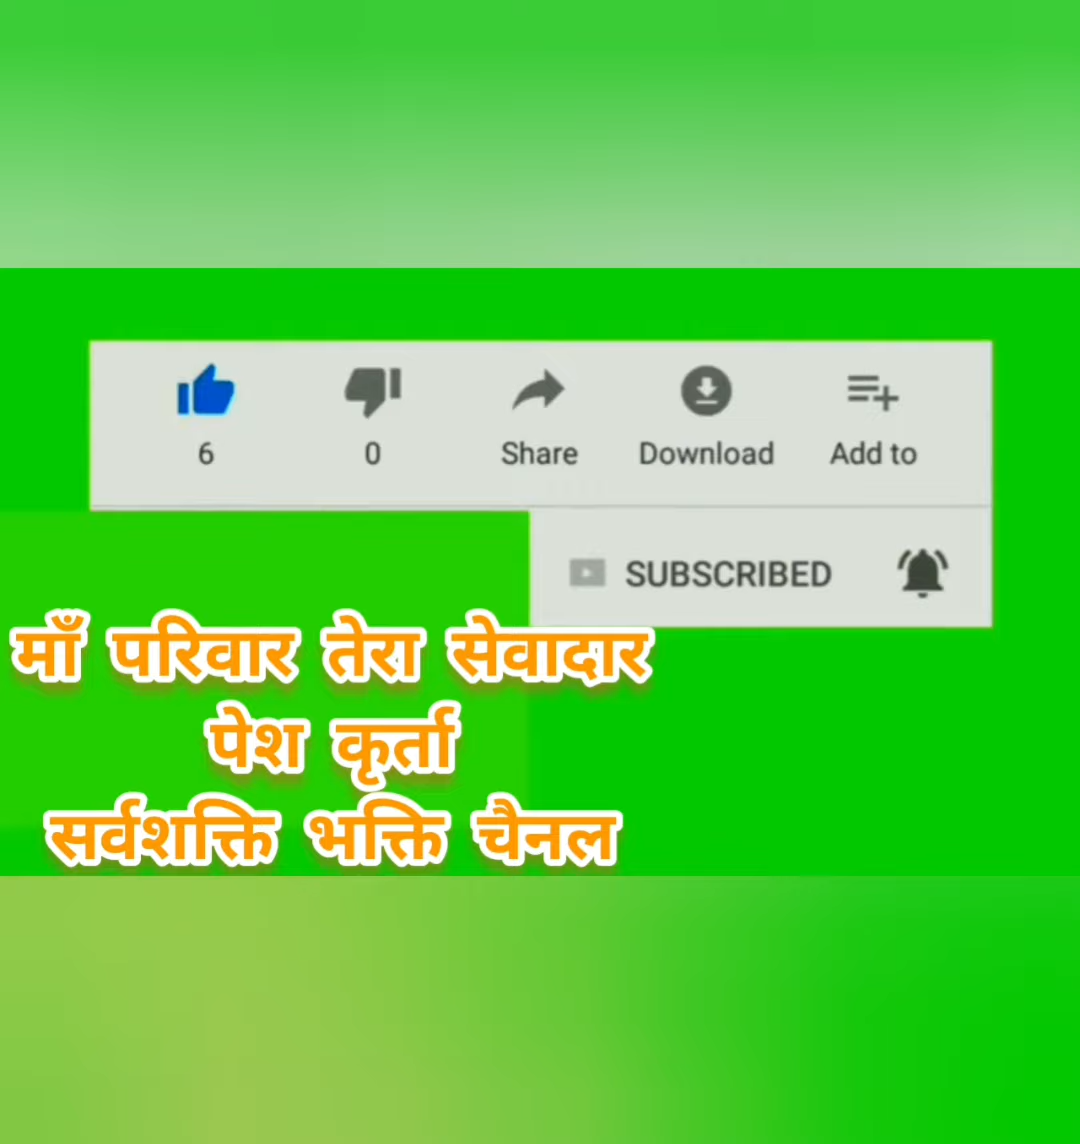 6 0 Share Download Add to
SUBSCRIBED
माँ परिवार तेरा सेवादार
पेश कृर्ता
सर्वशक्ति भक्ति चैनल